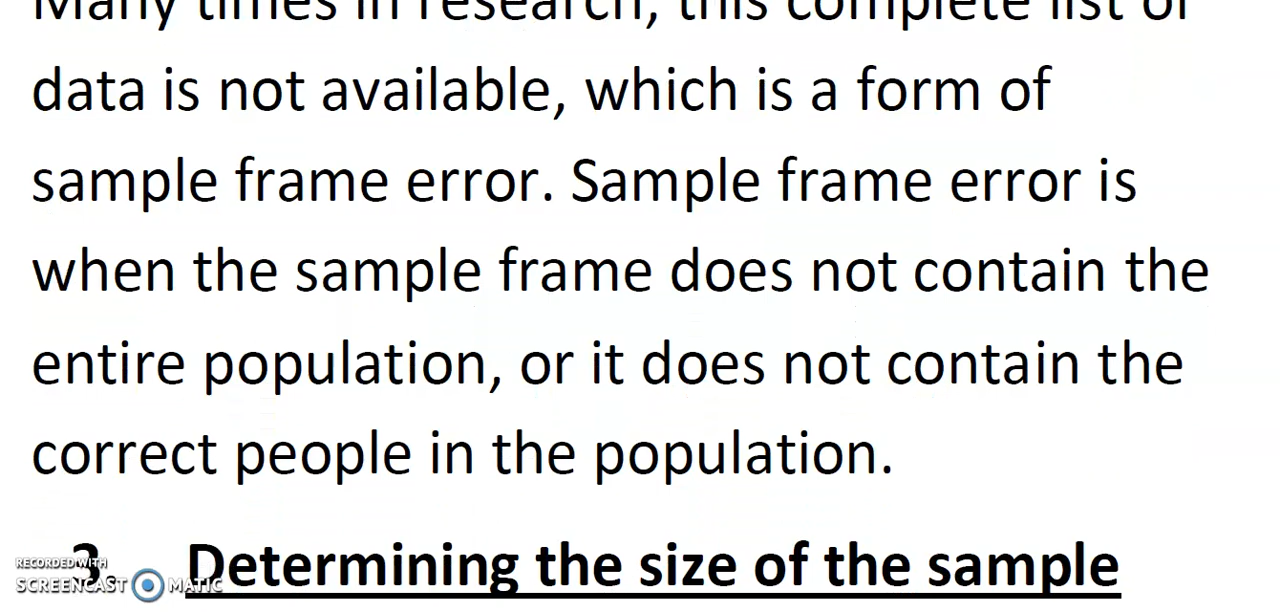 Many times in research, this complete list of
data is not available, which is a form of
sample frame error. Sample frame error is
when the sample frame does not contain the
entire population, or it does not contain the
correct people in the population.
3. Determining the size of the sample
RECORDED WITH
SCREENCAST MATIC